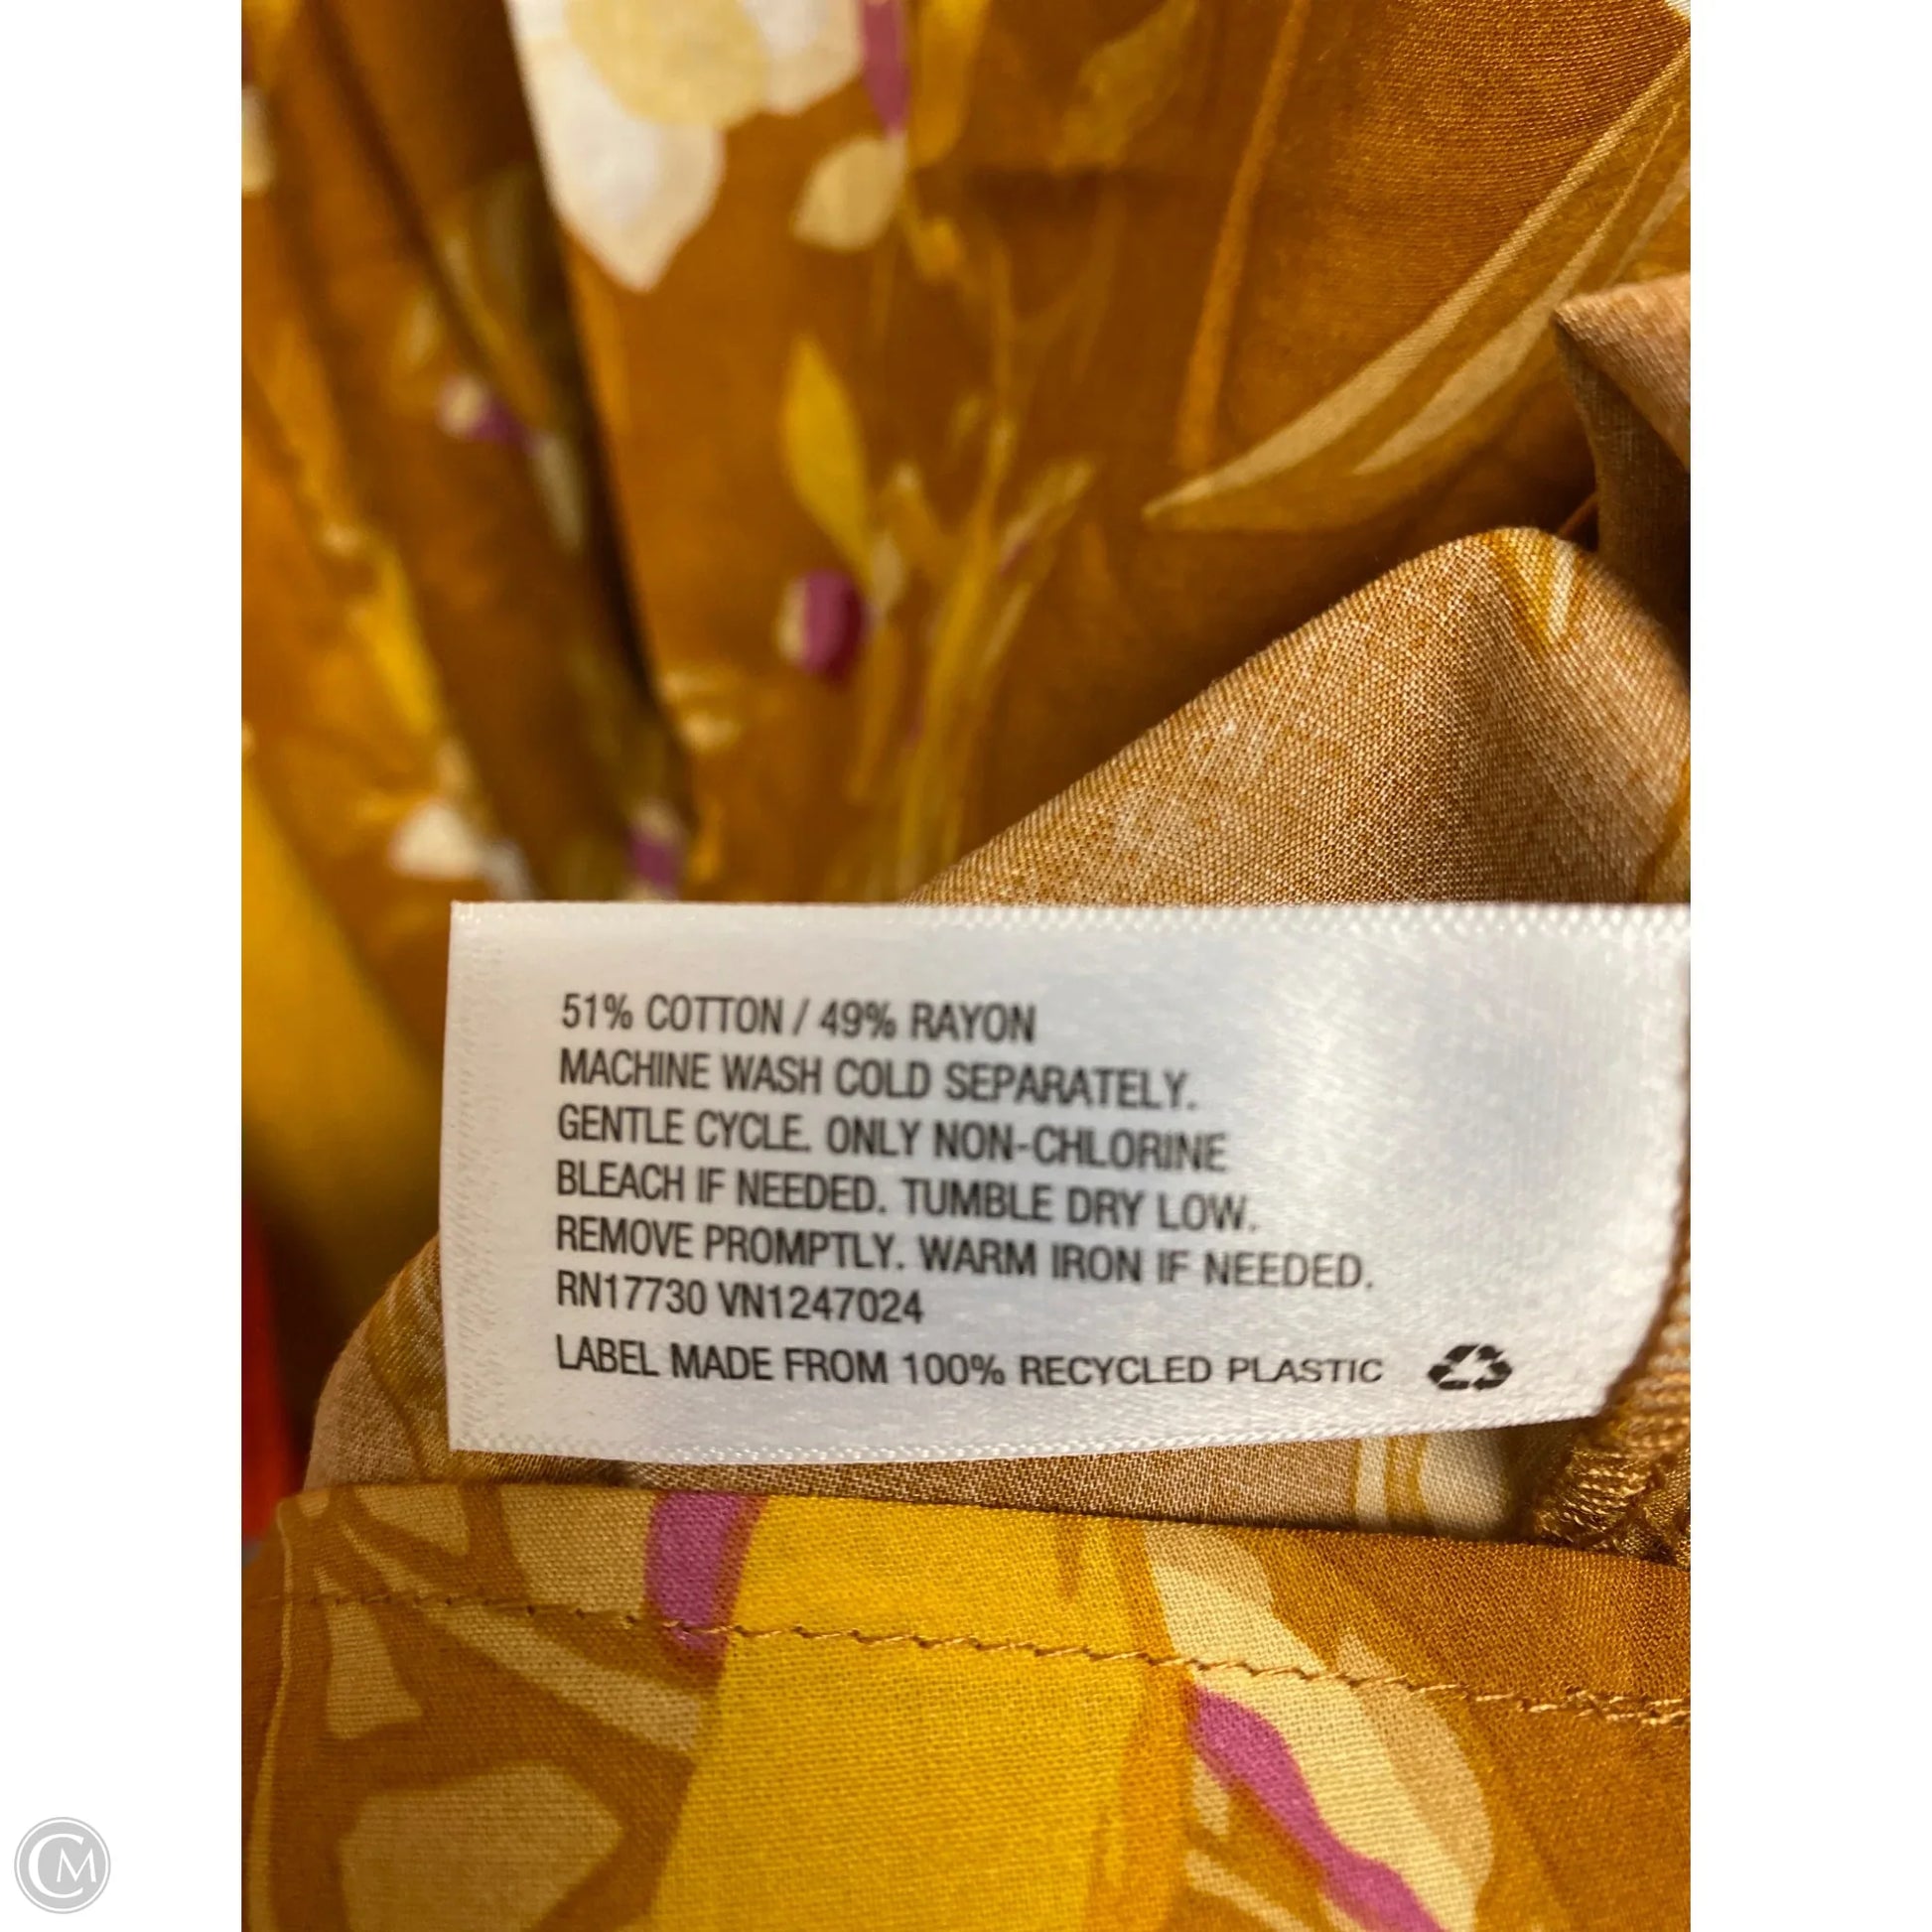 51% COTTON / 49% RAYON
MACHINE WASH COLD SEPARATELY.
GENTLE CYCLE. ONLY NON-CHLORINE
BLEACH IF NEEDED. TUMBLE DRY LOW.
REMOVE PROMPTLY. WARM IRON IF NEEDED.
RN17730 VN1247024
LABEL MADE FROM 100% RECYCLED PLASTIC
CM